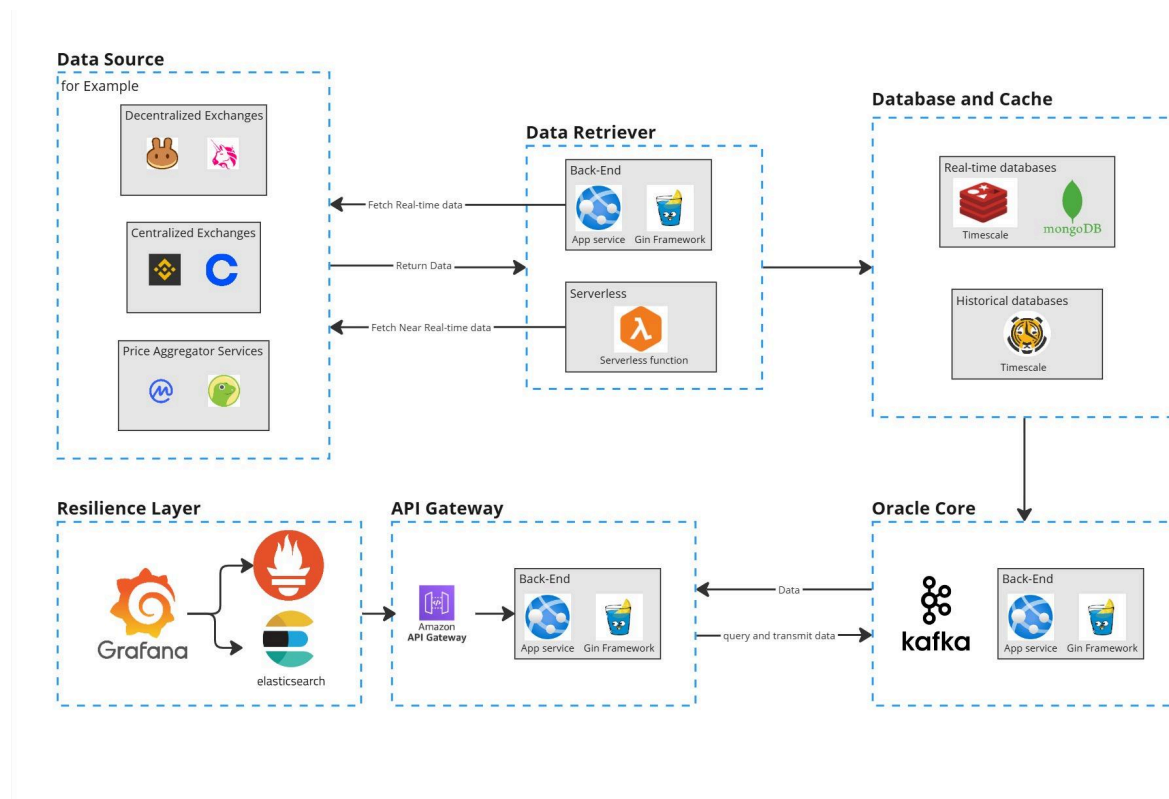 Data Source
for Example
Decentralized Exchanges
Centralized Exchanges
Price Aggregator Services
Fetch Real-time data
Return Data
Fetch Near Real-time data
Data Retriever
Back-End
App service
Gin Framework
Serverless
Serverless function
Database and Cache
Real-time databases
Timescale
mongoDB
Historical databases
Timescale
Resilience Layer
Grafana
elasticsearch
API Gateway
Amazon
API Gateway
Back-End
App service
Gin Framework
Data
query and transmit data
Oracle Core
kafka
Back-End
App service
Gin Framework